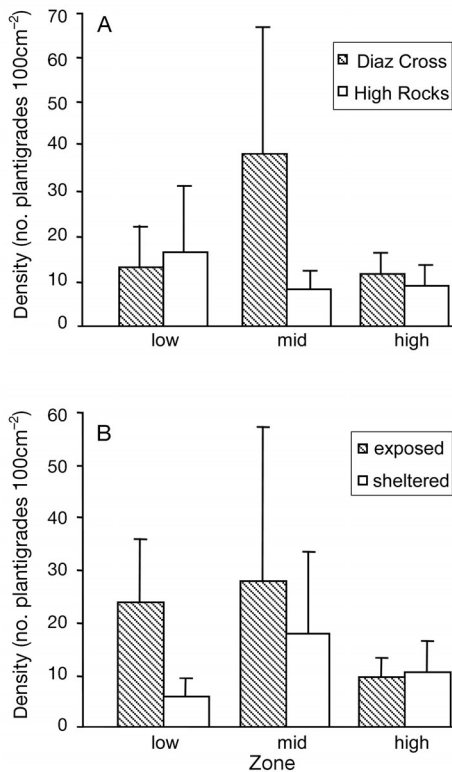 A
Density (no. plantigrades 100cm⁻²)
70
60
50
40
30
20
10
0
Diaz Cross
High Rocks
low mid high
B
Density (no. plantigrades 100cm⁻²)
60
50
40
30
20
10
0
exposed
sheltered
low mid high
Zone